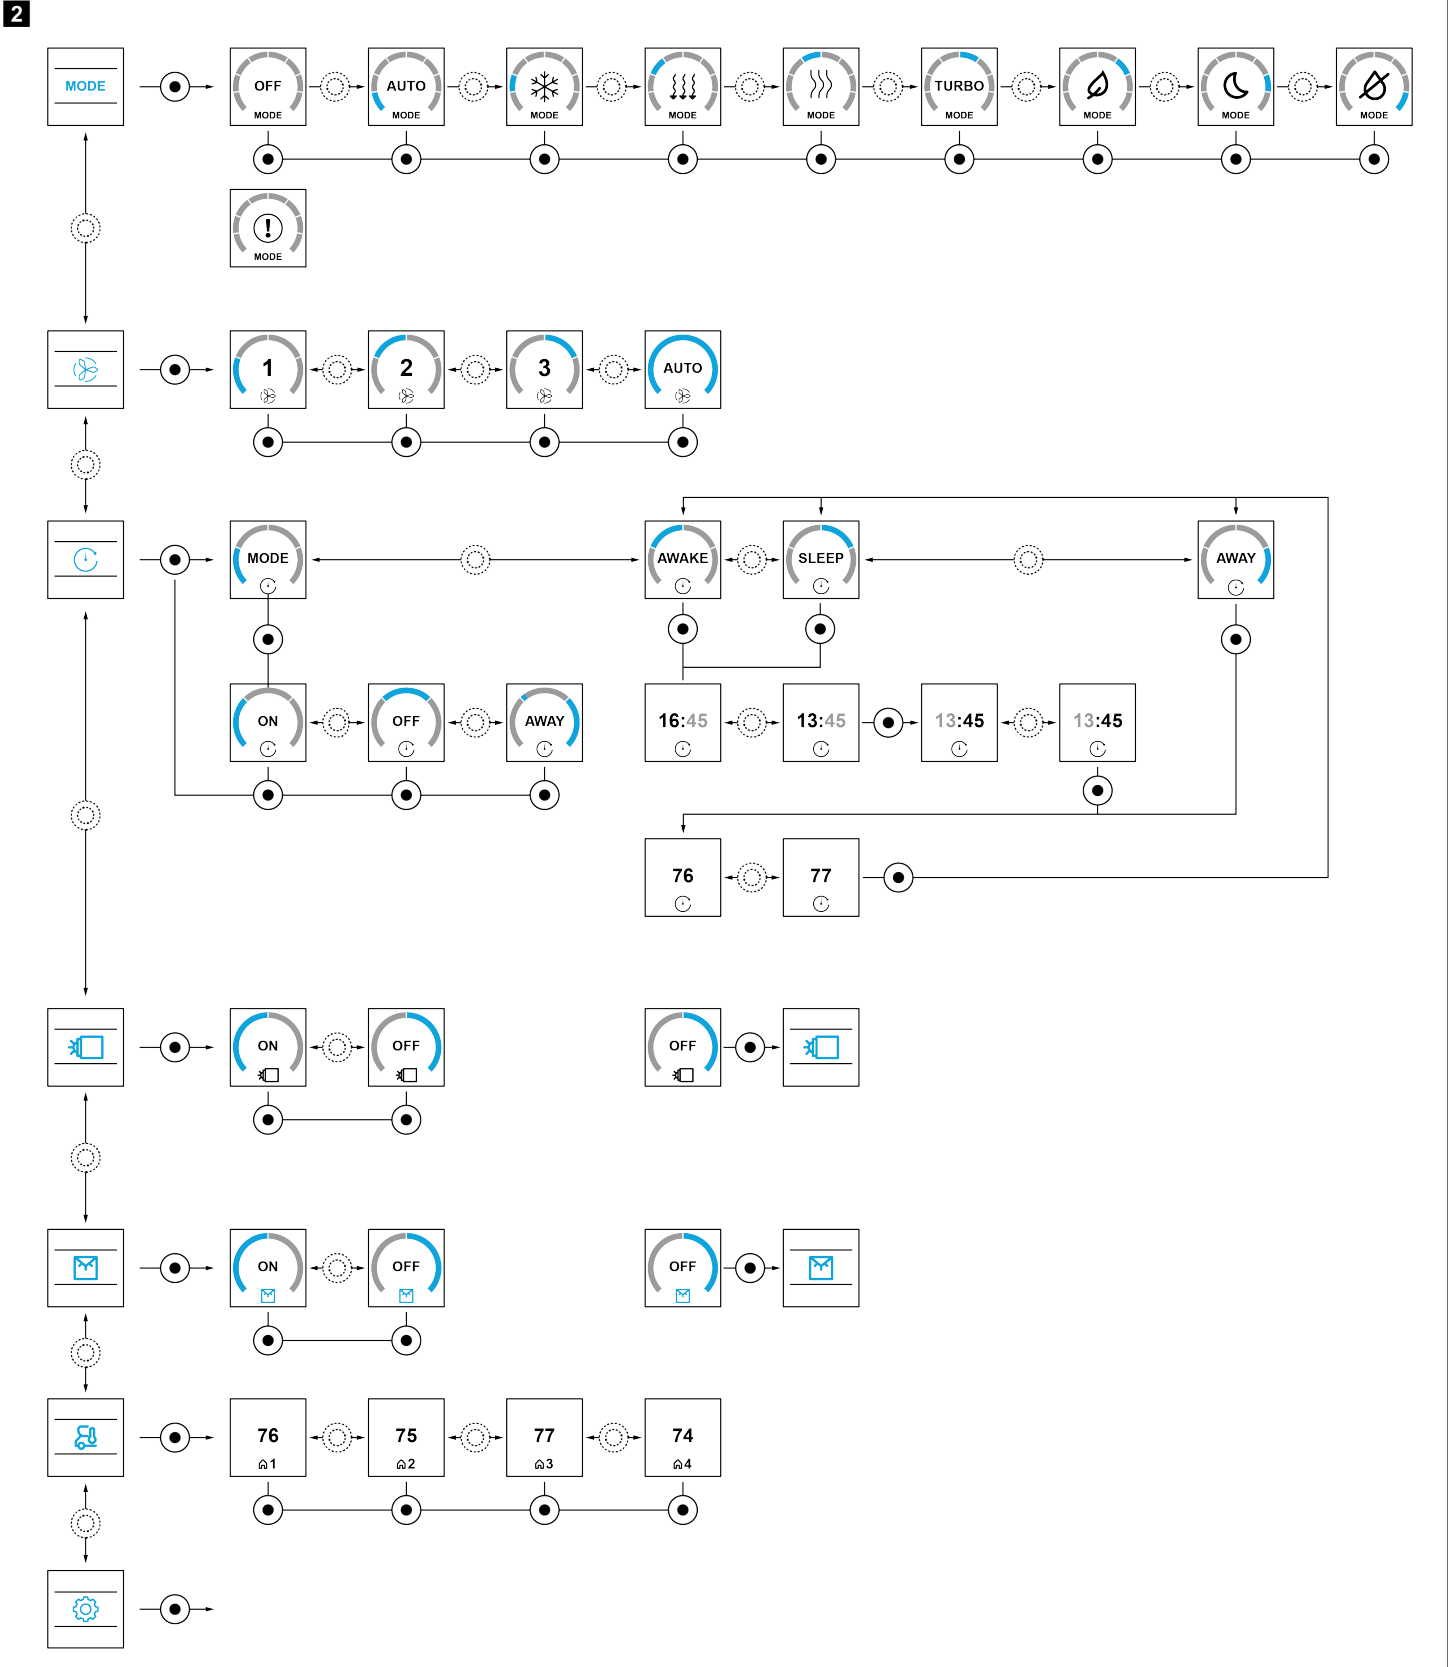 2
MODE
OFF
MODE
AUTO
MODE
MODE
MODE
MODE
TURBO
MODE
MODE
MODE
MODE
!
MODE
1
2
3
AUTO
MODE
AWAKE
SLEEP
AWAY
ON
OFF
AWAY
16:45
13:45
13:45
13:45
76
77
ON
OFF
OFF
ON
OFF
OFF
76
1
75
2
77
3
74
4